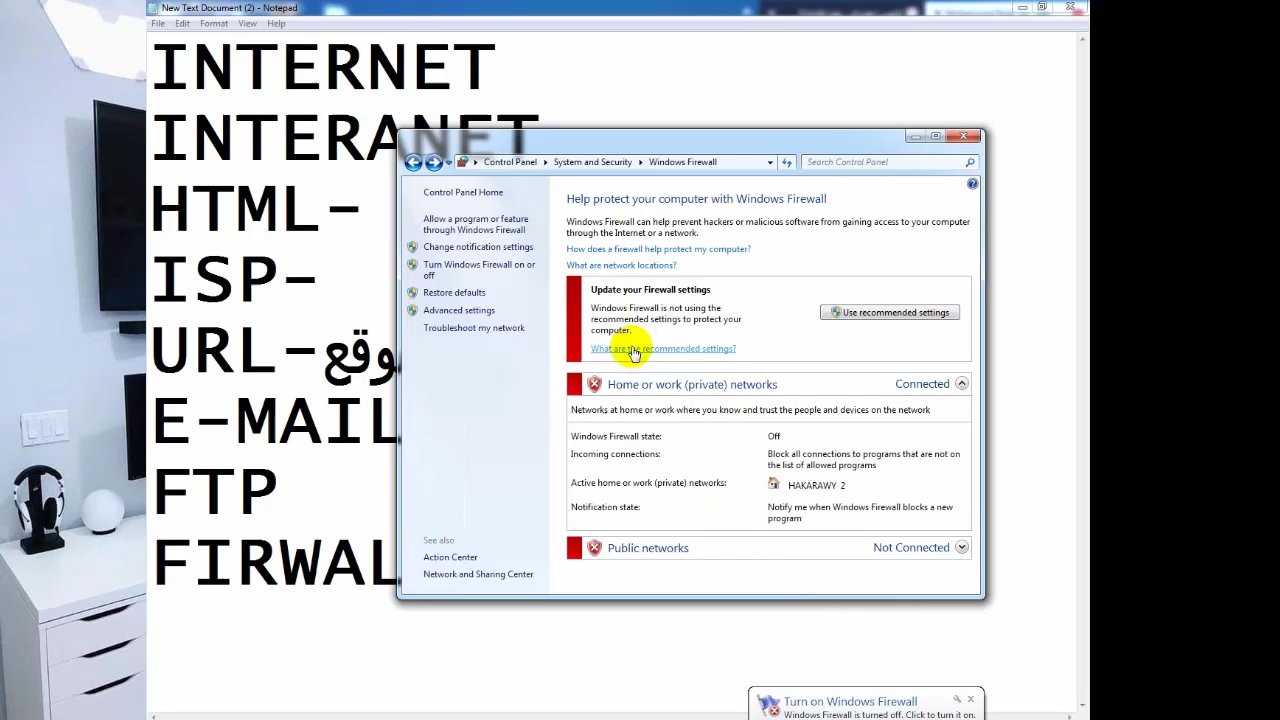 New Text Document (2) - Notepad
File Edit Format View Help
INTERNET
INTERANET
HTML-
ISP-
URL-وقع
E-MAIL
FTP
FIRWAL
Control Panel
System and Security
Windows Firewall
Search Control Panel
Control Panel Home
Allow a program or feature
through Windows Firewall
Change notification settings
Turn Windows Firewall on or
off
Restore defaults
Advanced settings
Troubleshoot my network
See also
Action Center
Network and Sharing Center
Help protect your computer with Windows Firewall
Windows Firewall can help prevent hackers or malicious software from gaining access to your computer
through the Internet or a network.
How does a firewall help protect my computer?
What are network locations?
Update your Firewall settings
Windows Firewall is not using the
recommended settings to protect your
computer.
What are the recommended settings?
Use recommended settings
Home or work (private) networks Connected
Networks at home or work where you know and trust the people and devices on the network
Windows Firewall state: Off
Incoming connections: Block all connections to programs that are not on
the list of allowed programs
Active home or work (private) networks: HAKARAWY 2
Notification state: Notify me when Windows Firewall blocks a new
program
Public networks Not Connected
Turn on Windows Firewall
Windows Firewall is turned off. Click to turn it on.